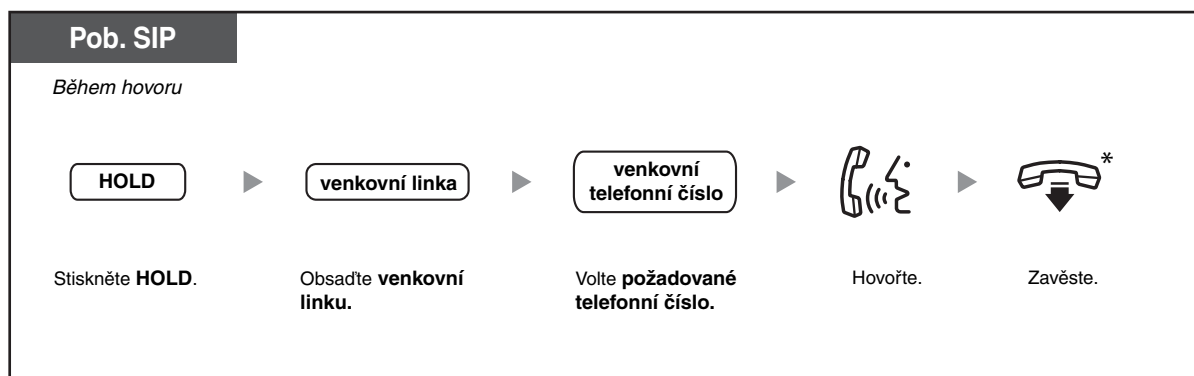 Pob. SIP
Během hovoru
HOLD
venkovní linka
venkovní
telefonní číslo
*
Stiskněte HOLD.
Obsaďte venkovní
linku.
Volte požadované
telefonní číslo.
Hovořte.
Zavěste.